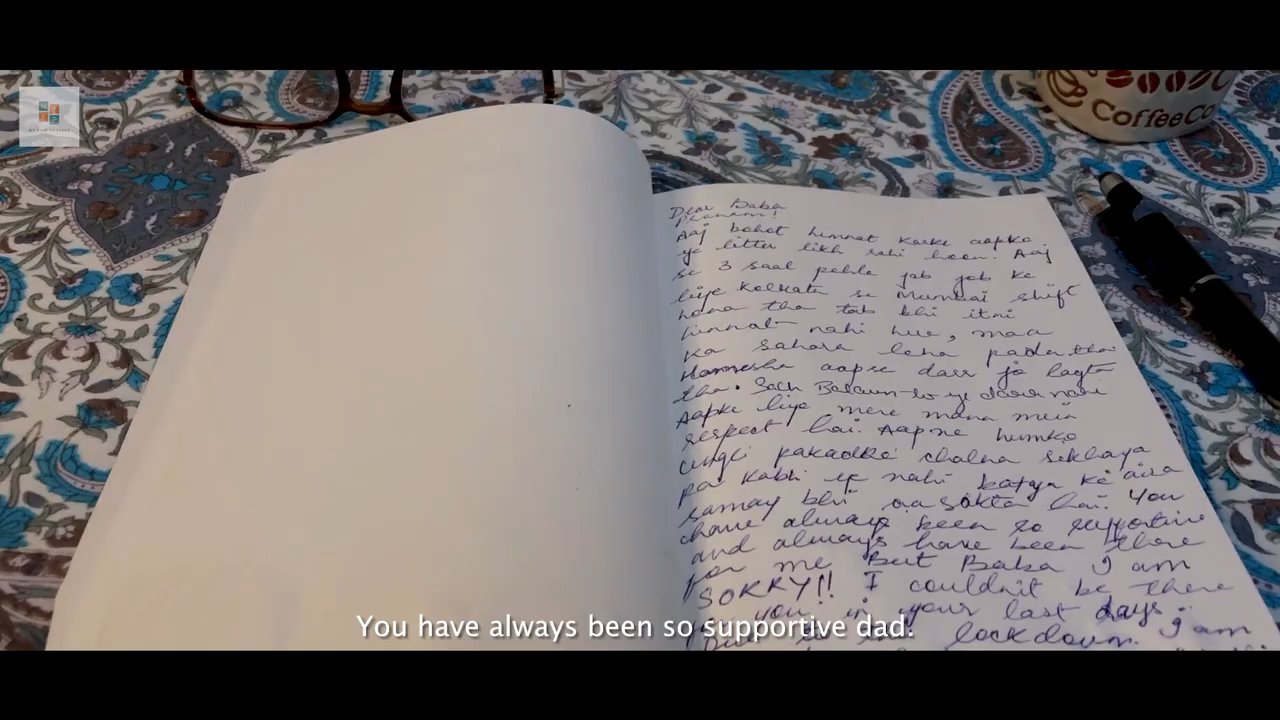 CoffeeCo
Dear Baba
Pranam!
Aaj bahot himmat karke aapko
ye litter likh rahi hoon. Aaj
se 3 saal pehle jab job ke
liye Kolkata se Mumbai shift
hona tha tab bhi itni
himmat nahi hui, maa
ka sahara lena pada tha
Hamesha aapse darr jo lagta
tha. Sach to ye darr nahi
Aapke liye mere mann mein
respect hai. Aapne humko
ungli pakadke chalna sikhaya
par kabhi ye nahi ke aisa
samay bhi aa sakta hai. You
have always been so supportive
and always have been there
for me But Baba I am
SORRY!! I couldn't be there
you in your last days
lockdown. I am
You have always been so supportive dad.